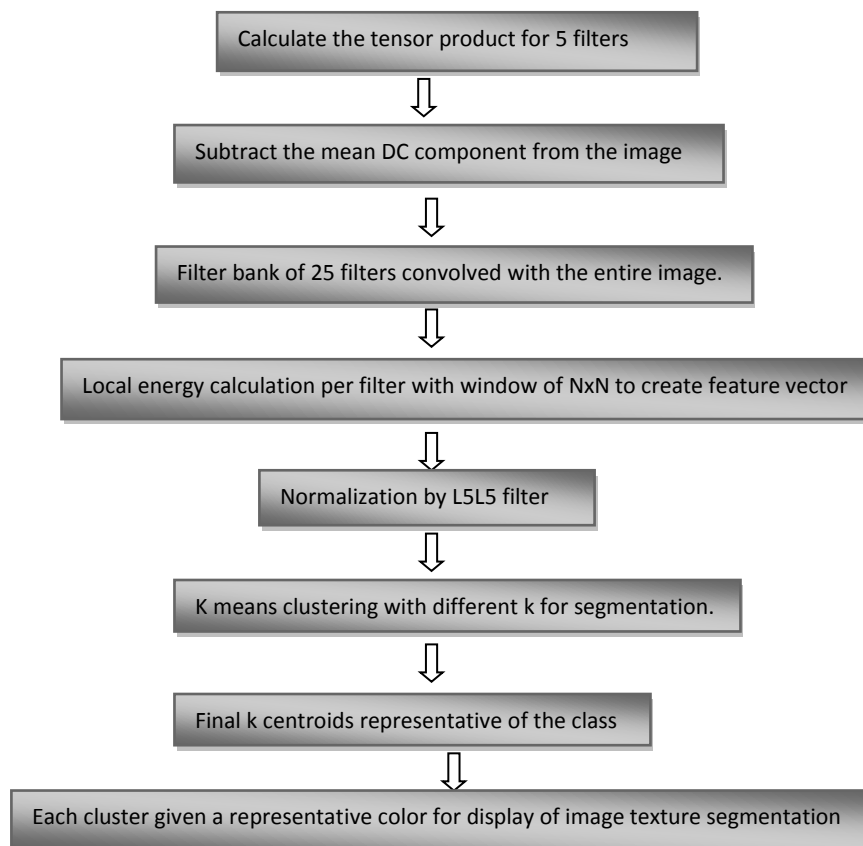 Calculate the tensor product for 5 filters
Subtract the mean DC component from the image
Filter bank of 25 filters convolved with the entire image.
Local energy calculation per filter with window of NxN to create feature vector
Normalization by L5L5 filter
K means clustering with different k for segmentation.
Final k centroids representative of the class
Each cluster given a representative color for display of image texture segmentation